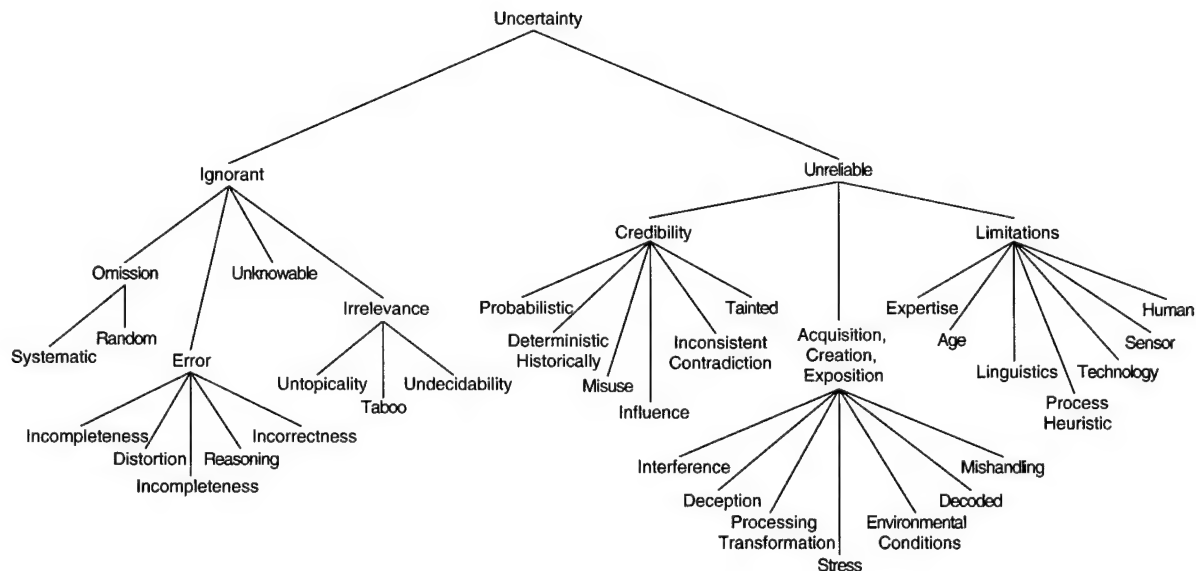 Uncertainty
Ignorant
Unreliable
Omission
Unknowable
Irrelevance
Systematic
Random
Error
Untopicality
Taboo
Undecidability
Incompleteness
Distortion
Incompleteness
Reasoning
Incorrectness
Credibility
Limitations
Probabilistic
Deterministic
Historically
Misuse
Influence
Inconsistent
Contradiction
Tainted
Acquisition,
Creation,
Exposition
Expertise
Age
Linguistics
Process
Heuristic
Technology
Sensor
Human
Interference
Deception
Processing
Transformation
Stress
Environmental
Conditions
Decoded
Mishandling